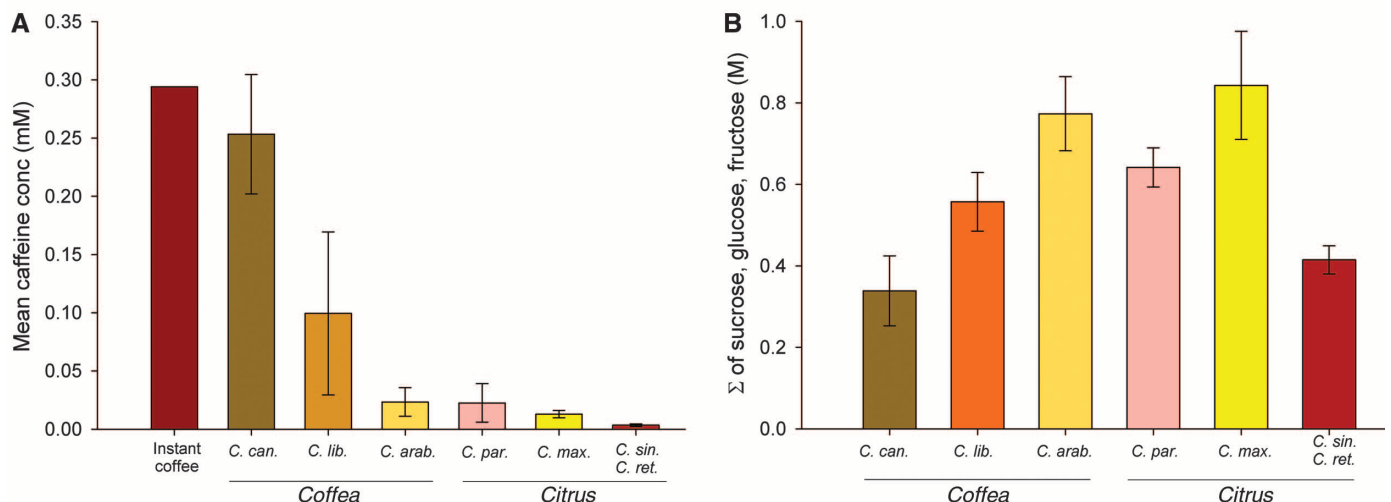 A
Mean caffeine conc (mM)
0.35
0.30
0.25
0.20
0.15
0.10
0.05
0.00
Instant
coffee
C. can.
C. lib.
C. arab.
C. par.
C. max.
C. sin.
C. ret.
Coffea
Citrus
B
Σ of sucrose, glucose, fructose (M)
1.0
0.8
0.6
0.4
0.2
0.0
C. can.
C. lib.
C. arab.
C. par.
C. max.
C. sin.
C. ret.
Coffea
Citrus